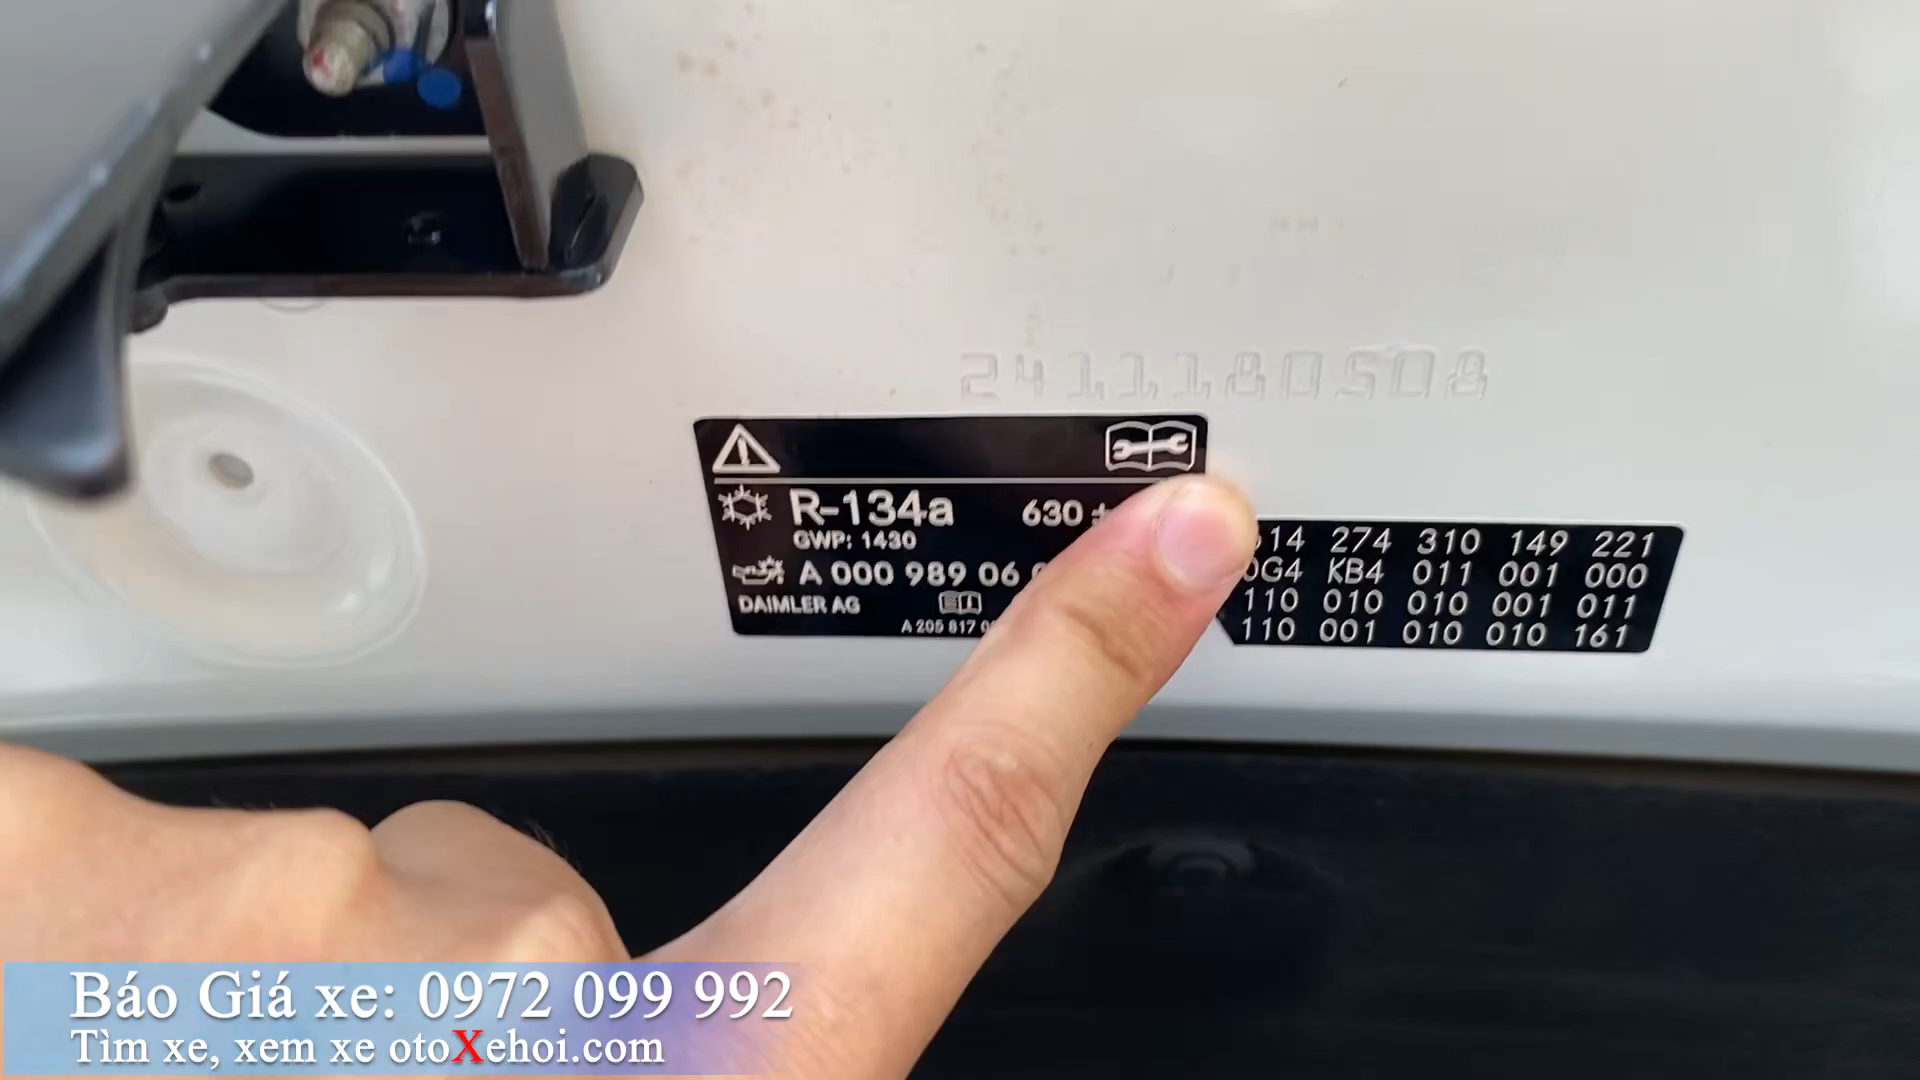 2411180508
R-134a 630 ±
GWP: 1430
A 000 989 06
DAIMLER AG
A 205 817
614 274 310 149 221
0G4 KB4 011 001 000
110 010 010 001 011
110 001 010 010 161
Báo Giá xe: 0972 099 992
Tìm xe, xem xe otoXehoi.com